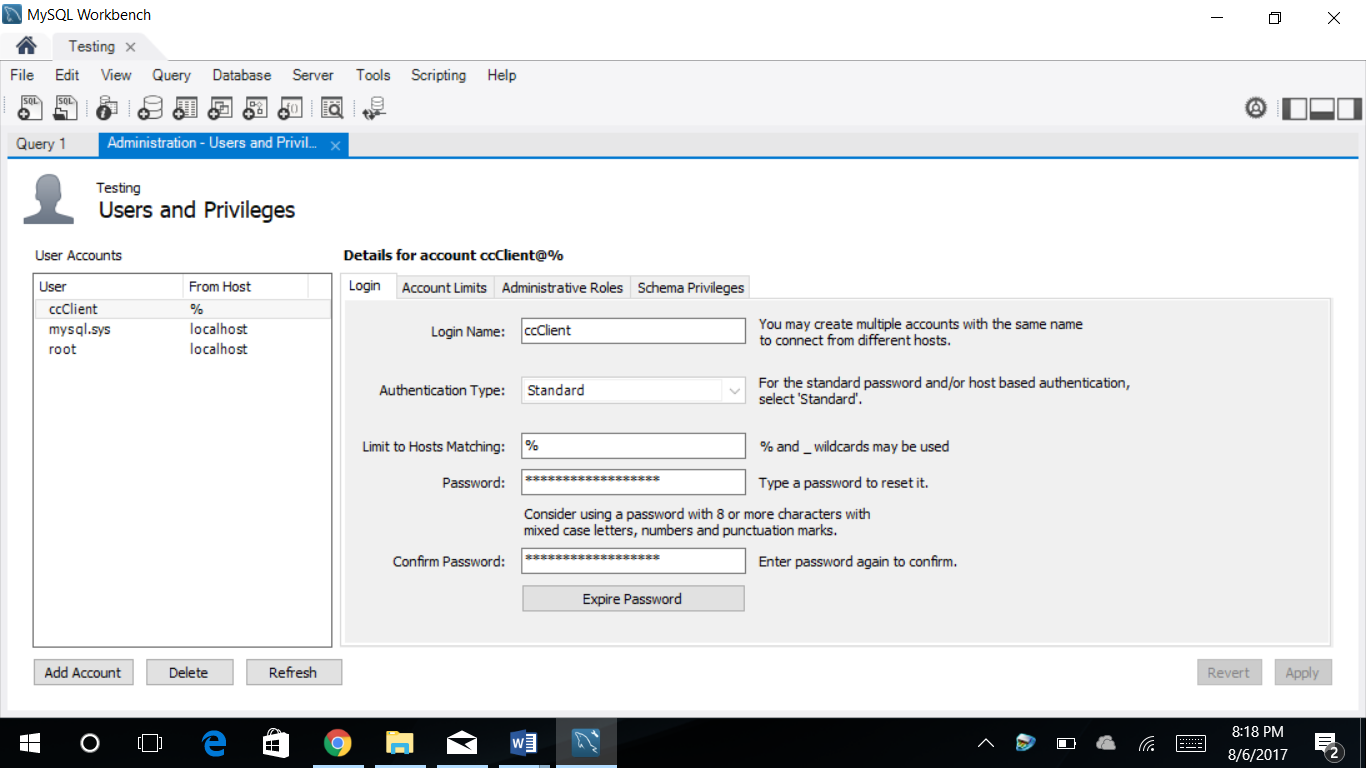 MySQL Workbench
Testing
File Edit View Query Database Server Tools Scripting Help
SQL SQL
Query 1 Administration - Users and Privil...
Testing
Users and Privileges
User Accounts
Details for account ccClient@%
User From Host
ccClient %
mysql.sys localhost
root localhost
Login Account Limits Administrative Roles Schema Privileges
Login Name: ccClient
You may create multiple accounts with the same name
to connect from different hosts.
Authentication Type: Standard
For the standard password and/or host based authentication,
select 'Standard'.
Limit to Hosts Matching: % % and _ wildcards may be used
Password: ****************** Type a password to reset it.
Consider using a password with 8 or more characters with
mixed case letters, numbers and punctuation marks.
Confirm Password: ****************** Enter password again to confirm.
Expire Password
Add Account Delete Refresh Revert Apply
8:18 PM
8/6/2017
2